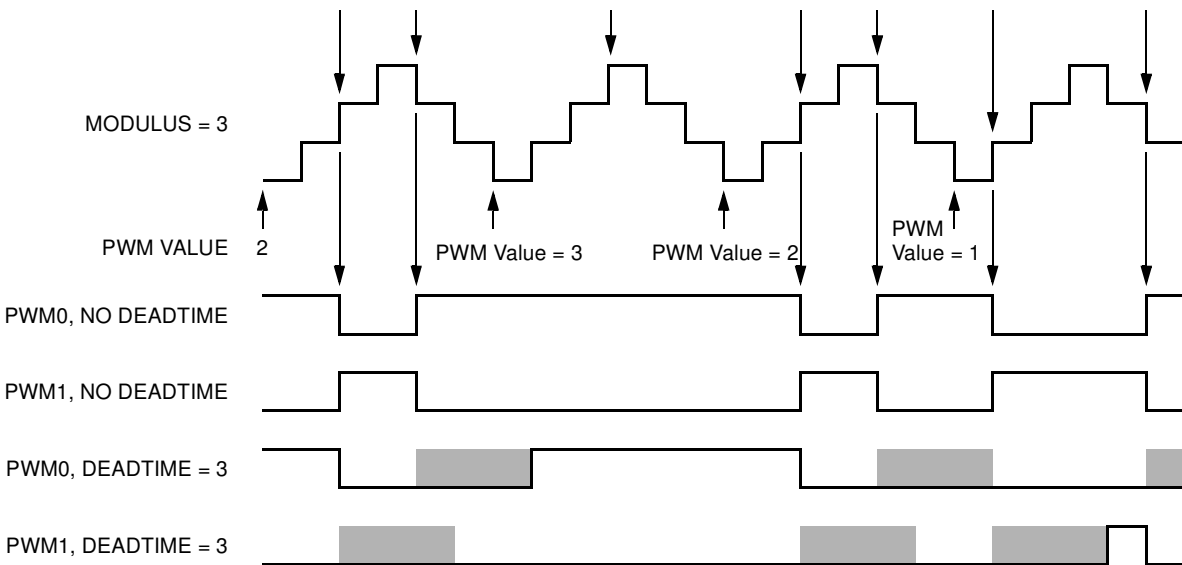 MODULUS = 3
PWM VALUE 2
PWM Value = 3
PWM Value = 2
PWM
Value = 1
PWM0, NO DEADTIME
PWM1, NO DEADTIME
PWM0, DEADTIME = 3
PWM1, DEADTIME = 3